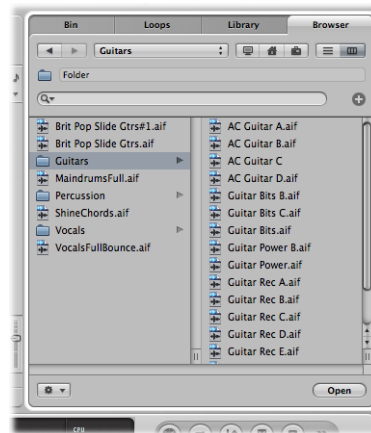 Bin Loops Library Browser
Guitars
Folder
Brit Pop Slide Gtrs#1.aif
Brit Pop Slide Gtrs.aif
Guitars
MaindrumsFull.aif
Percussion
ShineChords.aif
Vocals
VocalsFullBounce.aif
AC Guitar A.aif
AC Guitar B.aif
AC Guitar C
AC Guitar D.aif
Guitar Bits B.aif
Guitar Bits C.aif
Guitar Bits.aif
Guitar Power B.aif
Guitar Power.aif
Guitar Rec A.aif
Guitar Rec B.aif
Guitar Rec C.aif
Guitar Rec D.aif
Guitar Rec E.aif
Open
CPU